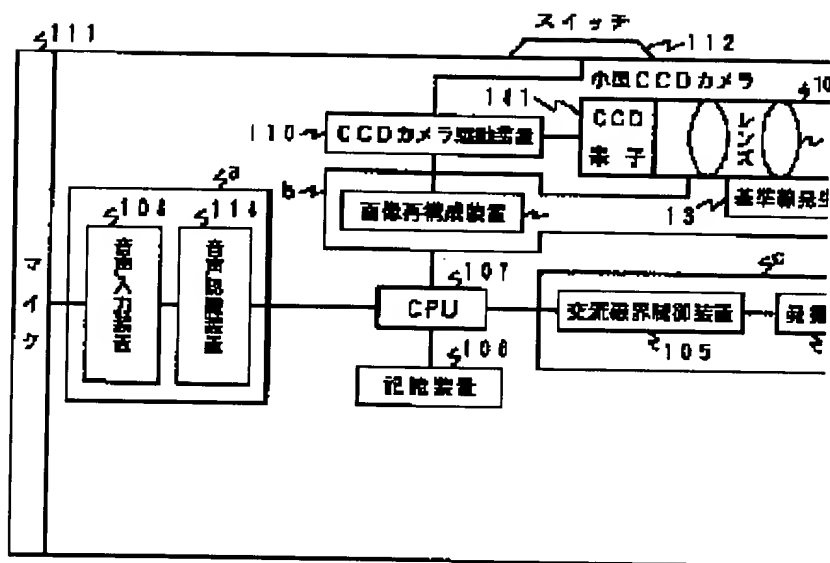 111
スイッチ
112
小型CCDカメラ
141
10
110
CCDカメラ駆動装置
CCD
素子
レンズ
a
b
画像再構成装置
13
基準線発生
108
114
マイク
音声入力装置
音声認識装置
107
CPU
c
交流磁界制御装置
105
106
記憶装置